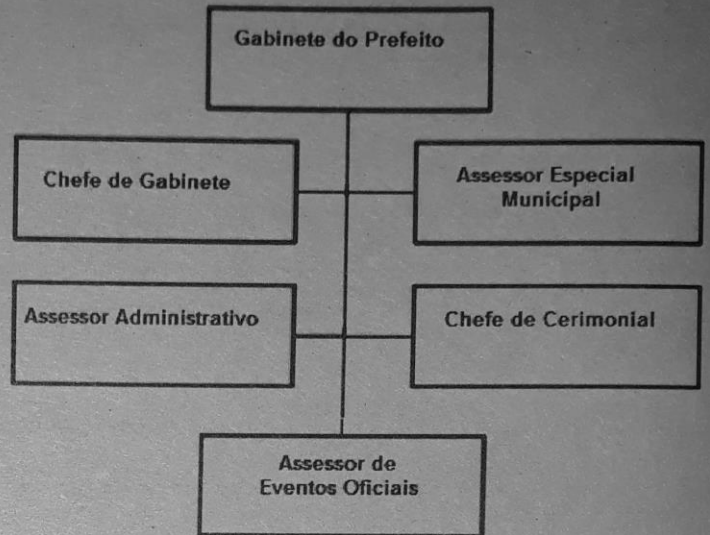 Gabinete do Prefeito
Chefe de Gabinete
Assessor Especial
Municipal
Assessor Administrativo
Chefe de Cerimonial
Assessor de
Eventos Oficiais